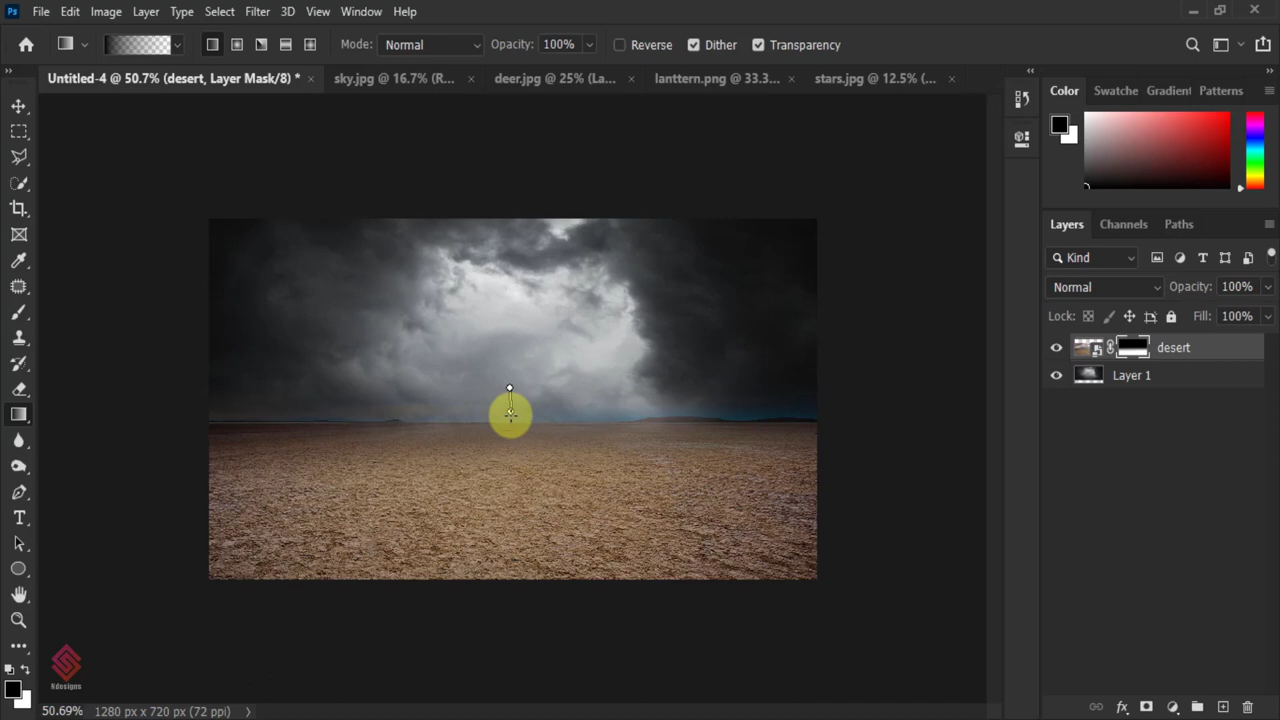 Ps File Edit Image Layer Type Select Filter 3D View Window Help
Mode: Normal Opacity: 100% Reverse Dither Transparency
Untitled-4 @ 50.7% (desert, Layer Mask/8) * × sky.jpg @ 16.7% (R... × deer.jpg @ 25% (La... × lanttern.png @ 33.3... × stars.jpg @ 12.5% (... ×
Color Swatche Gradient Patterns
Layers Channels Paths
Kind
Normal Opacity: 100%
Lock: Fill: 100%
desert
Layer 1
Ndesigns
50.69% 1280 px x 720 px (72 ppi)